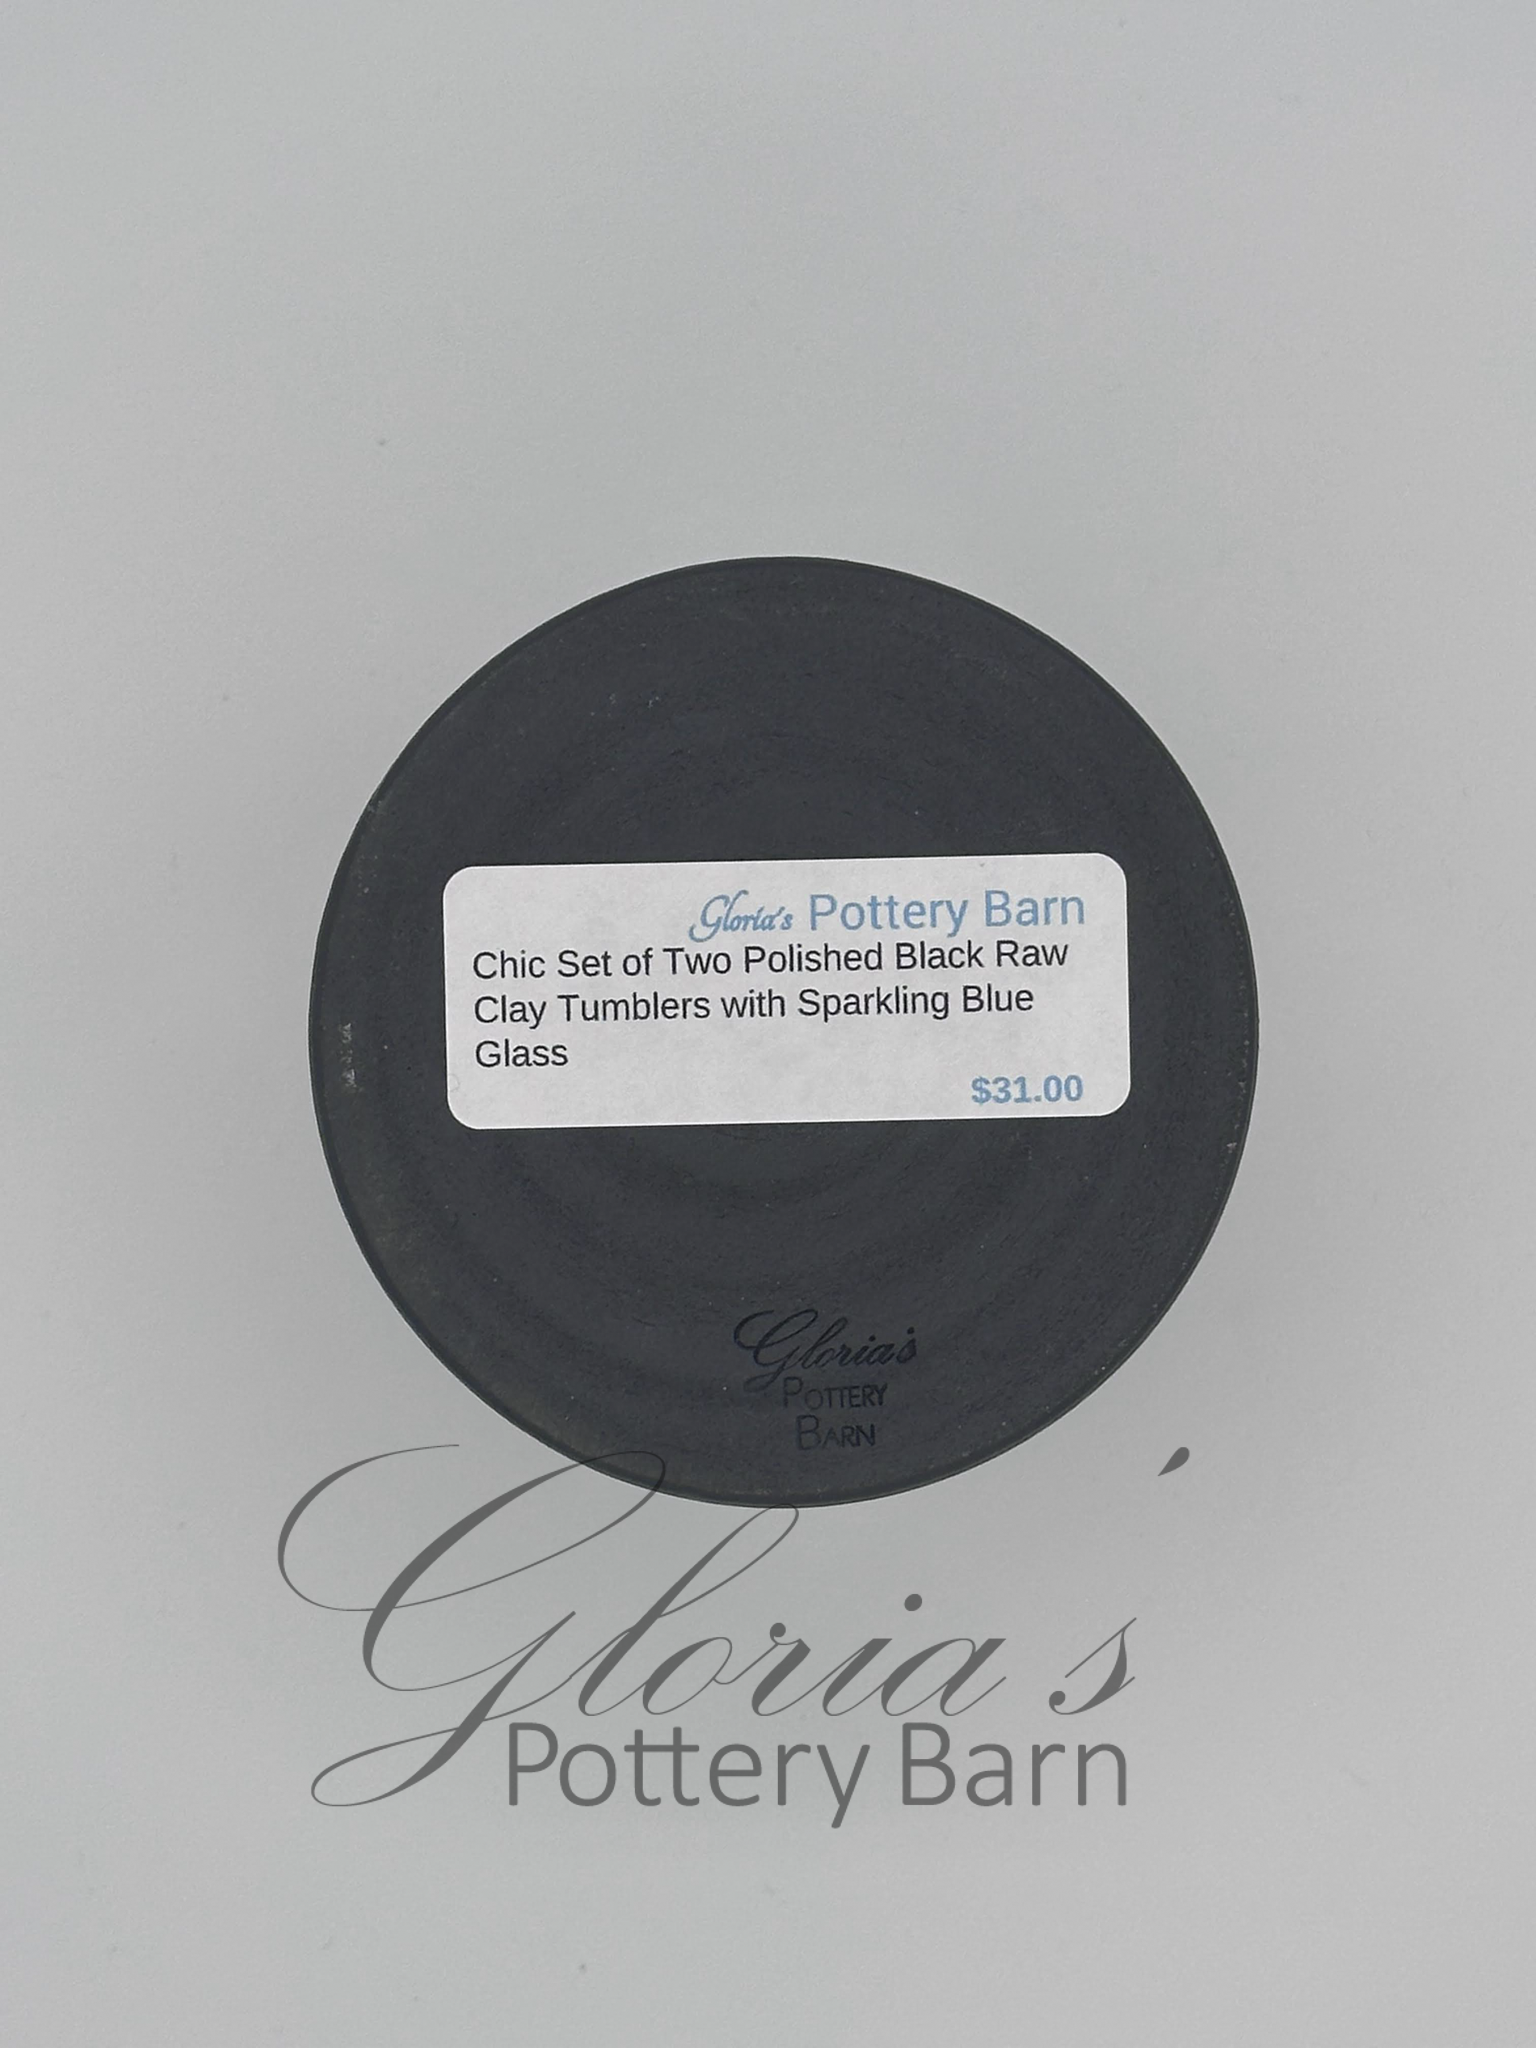 Gloria's Pottery Barn
Chic Set of Two Polished Black Raw
Clay Tumblers with Sparkling Blue
Glass
$31.00
Gloria's
POTTERY
BARN
Gloria's
Pottery Barn